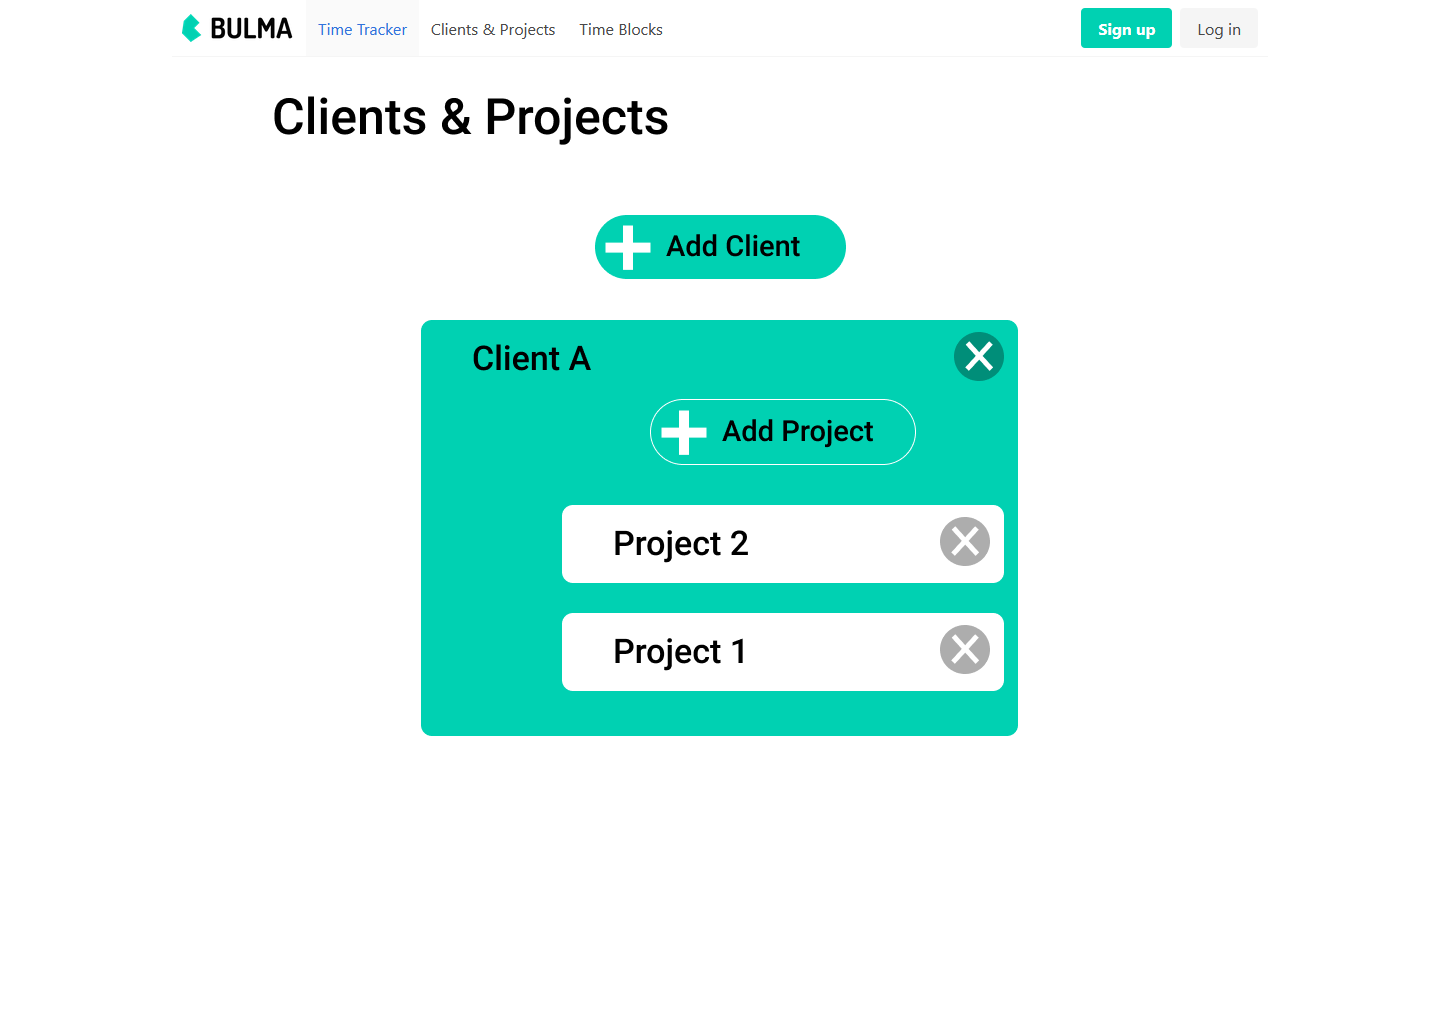 BULMA Time Tracker Clients & Projects Time Blocks Sign up Log in
Clients & Projects
Add Client
Client A
Add Project
Project 2
Project 1